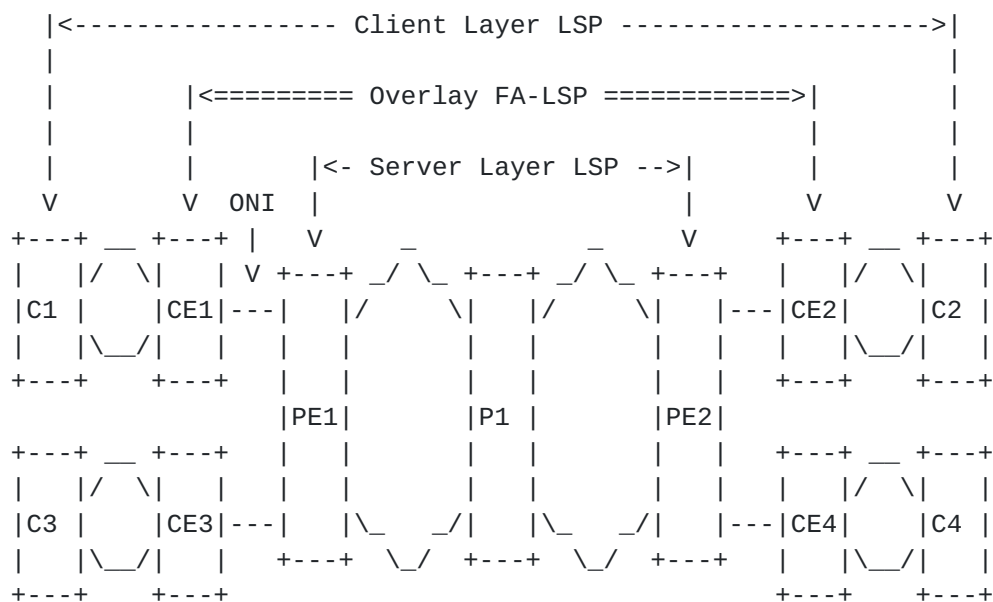 Client Layer LSP
Overlay FA-LSP
Server Layer LSP
ONI
C1 CE1 CE2 C2
PE1 P1 PE2
C3 CE3 CE4 C4